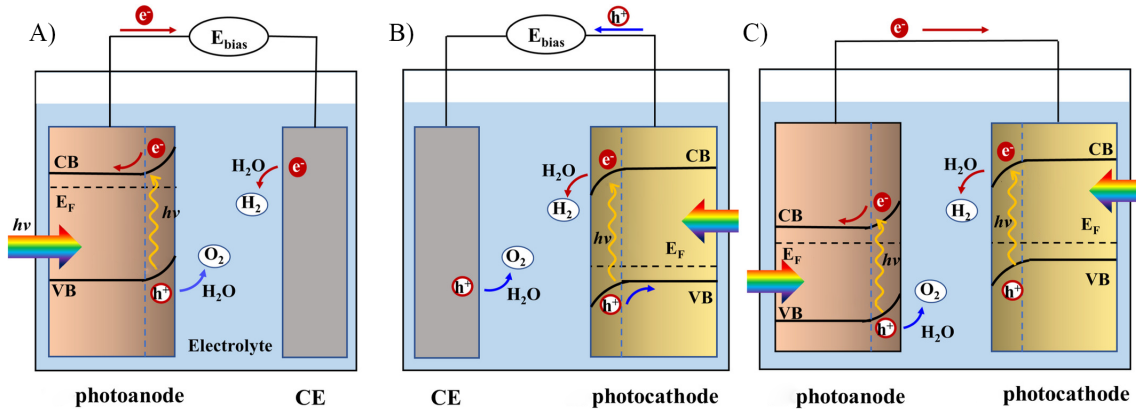 A)
e-
E_bias
CB
e-
E_F
hν
hν
VB
h+
H2O
e-
H2
O2
H2O
Electrolyte
photoanode
CE
B)
h+
E_bias
e-
CB
H2O
H2
hν
O2
E_F
h+
H2O
h+
VB
CE
photocathode
C)
e-
e-
CB
H2O
H2
CB
e-
hν
E_F
E_F
hν
O2
h+
VB
VB
h+
H2O
photoanode
photocathode